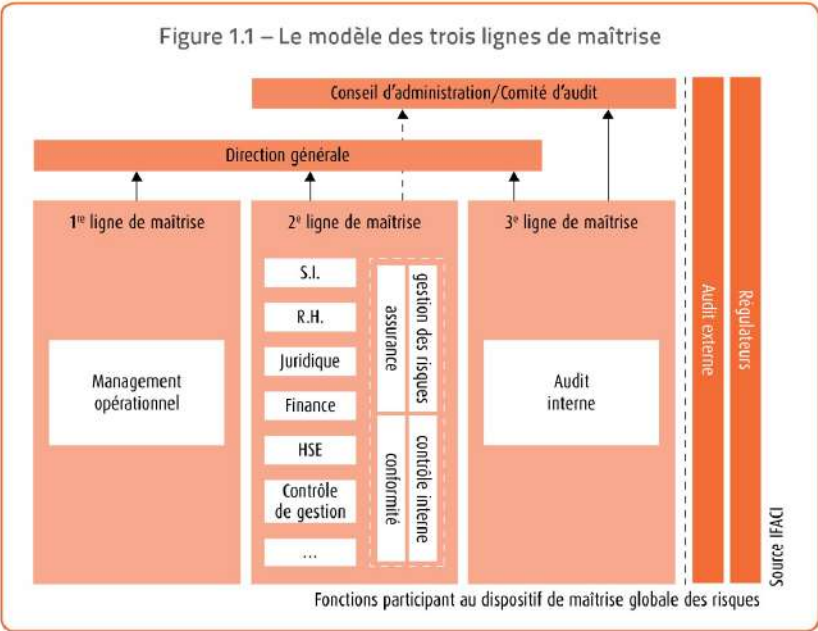 Figure 1.1 – Le modèle des trois lignes de maîtrise
Conseil d'administration/Comité d'audit
Direction générale
1re ligne de maîtrise
Management
opérationnel
2e ligne de maîtrise
S.I.
R.H.
Juridique
Finance
HSE
Contrôle
de gestion
...
assurance
gestion des risques
conformité
contrôle interne
3e ligne de maîtrise
Audit
interne
Audit externe
Régulateurs
Source IFACI
Fonctions participant au dispositif de maîtrise globale des risques